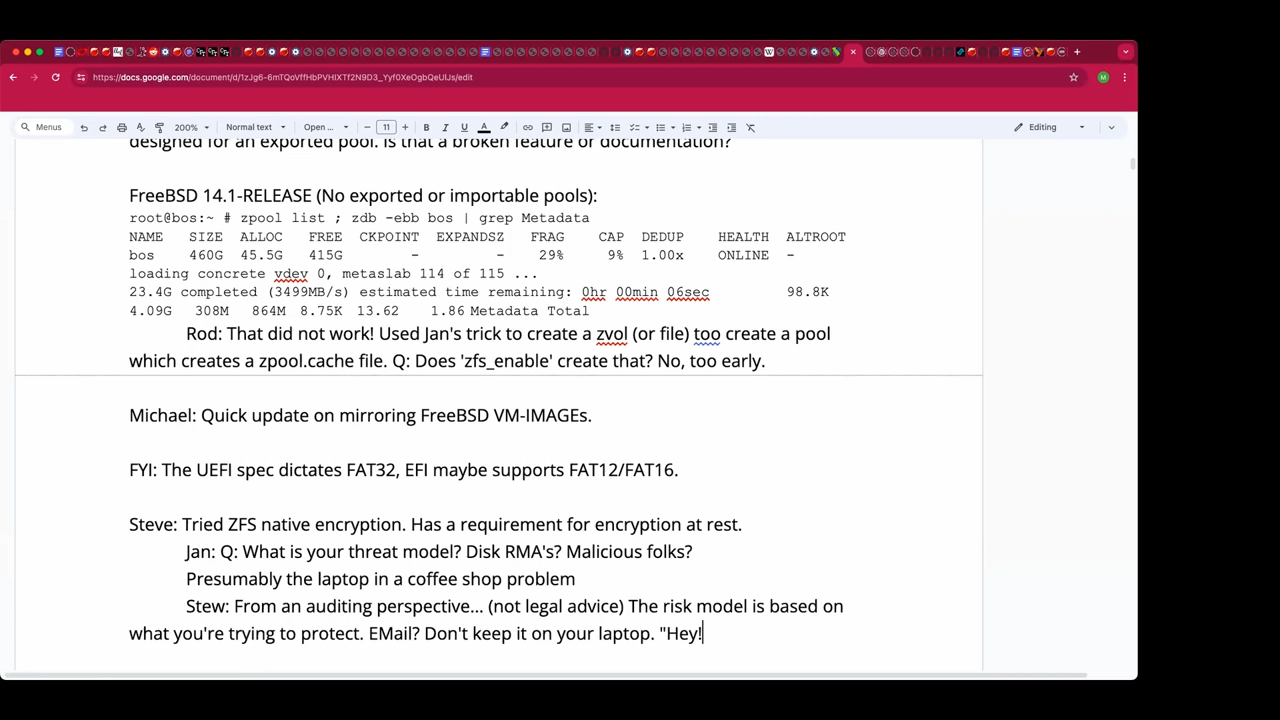 https://docs.google.com/document/d/1zJg6-6mTQoVffHbPVHIXTf2N9D3_Yyf0XeOgbQeUIJs/edit
M
Menus
200%
Normal text
Open ...
11
B I U A
Editing
designed for an exported pool. Is that a broken feature or documentation?
FreeBSD 14.1-RELEASE (No exported or importable pools):
root@bos:~ # zpool list ; zdb -ebb bos | grep Metadata
NAME SIZE ALLOC FREE CKPOINT EXPANDSZ FRAG CAP DEDUP HEALTH ALTROOT
bos 460G 45.5G 415G - - 29% 9% 1.00x ONLINE -
loading concrete vdev 0, metaslab 114 of 115 ...
23.4G completed (3499MB/s) estimated time remaining: 0hr 00min 06sec 98.8K
4.09G 308M 864M 8.75K 13.62 1.86 Metadata Total
Rod: That did not work! Used Jan's trick to create a zvol (or file) too create a pool
which creates a zpool.cache file. Q: Does 'zfs_enable' create that? No, too early.
Michael: Quick update on mirroring FreeBSD VM-IMAGEs.
FYI: The UEFI spec dictates FAT32, EFI maybe supports FAT12/FAT16.
Steve: Tried ZFS native encryption. Has a requirement for encryption at rest.
Jan: Q: What is your threat model? Disk RMA's? Malicious folks?
Presumably the laptop in a coffee shop problem
Stew: From an auditing perspective... (not legal advice) The risk model is based on
what you're trying to protect. EMail? Don't keep it on your laptop. "Hey!